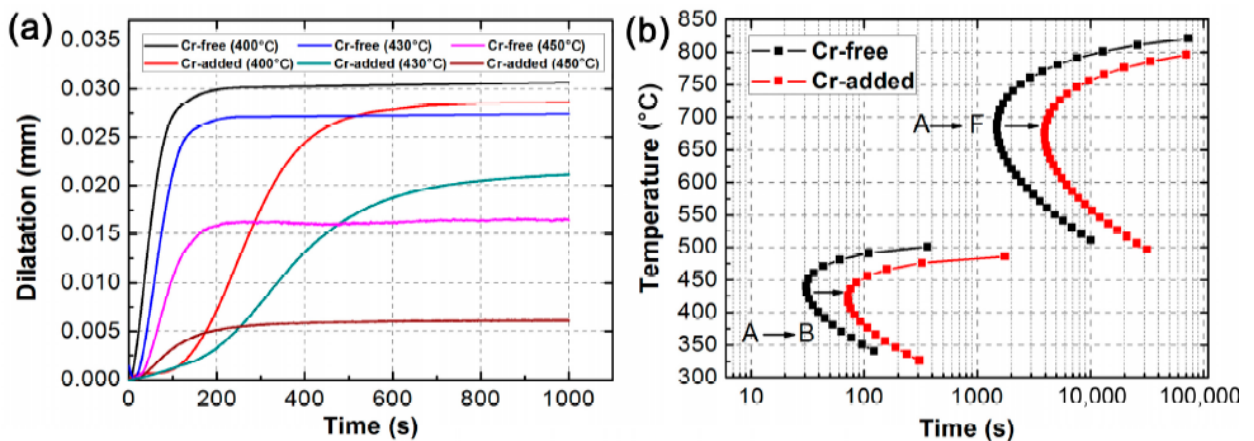 (a)
0.035
0.030
0.025
0.020
0.015
0.010
0.005
0.000
Dilatation (mm)
Cr-free (400°C)
Cr-free (430°C)
Cr-free (450°C)
Cr-added (400°C)
Cr-added (430°C)
Cr-added (450°C)
0
200
400
600
800
1000
Time (s)
(b)
850
800
750
700
650
600
550
500
450
400
350
300
Temperature (°C)
Cr-free
Cr-added
A → F
A → B
10
100
1000
10,000
100,000
Time (s)